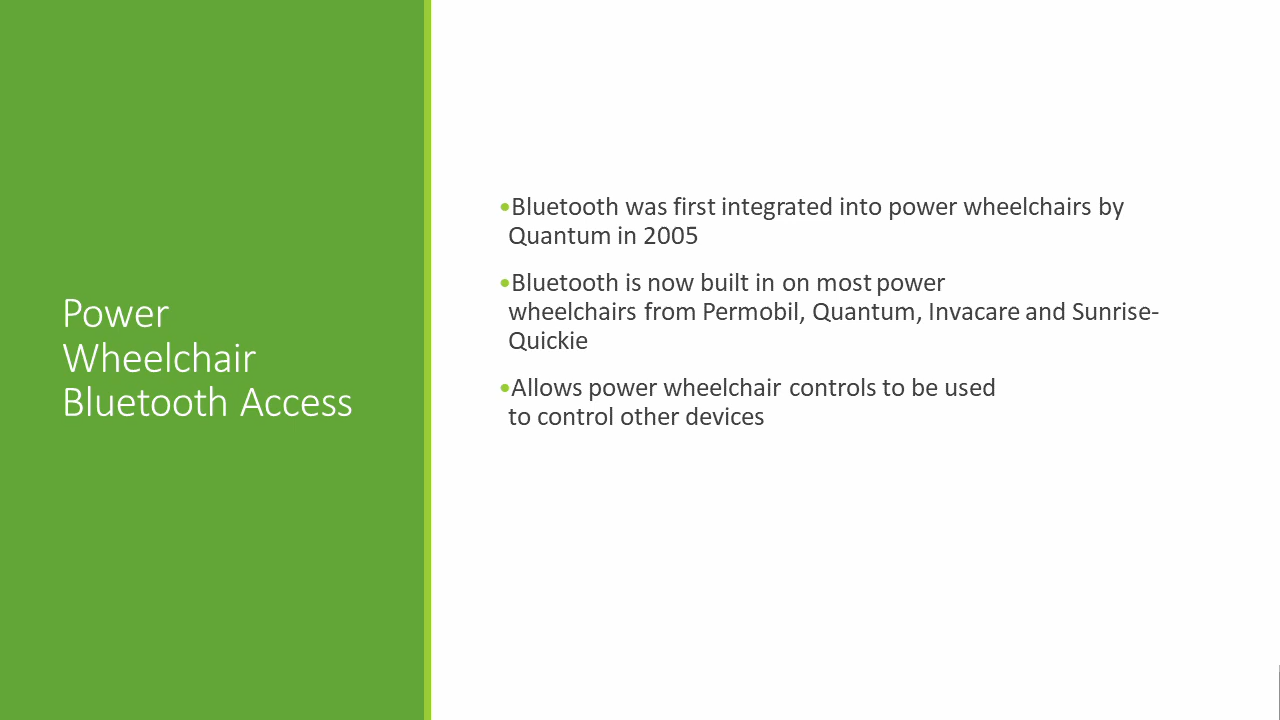 Power
Wheelchair
Bluetooth Access
•Bluetooth was first integrated into power wheelchairs by
Quantum in 2005
•Bluetooth is now built in on most power
wheelchairs from Permobil, Quantum, Invacare and Sunrise-
Quickie
•Allows power wheelchair controls to be used
to control other devices